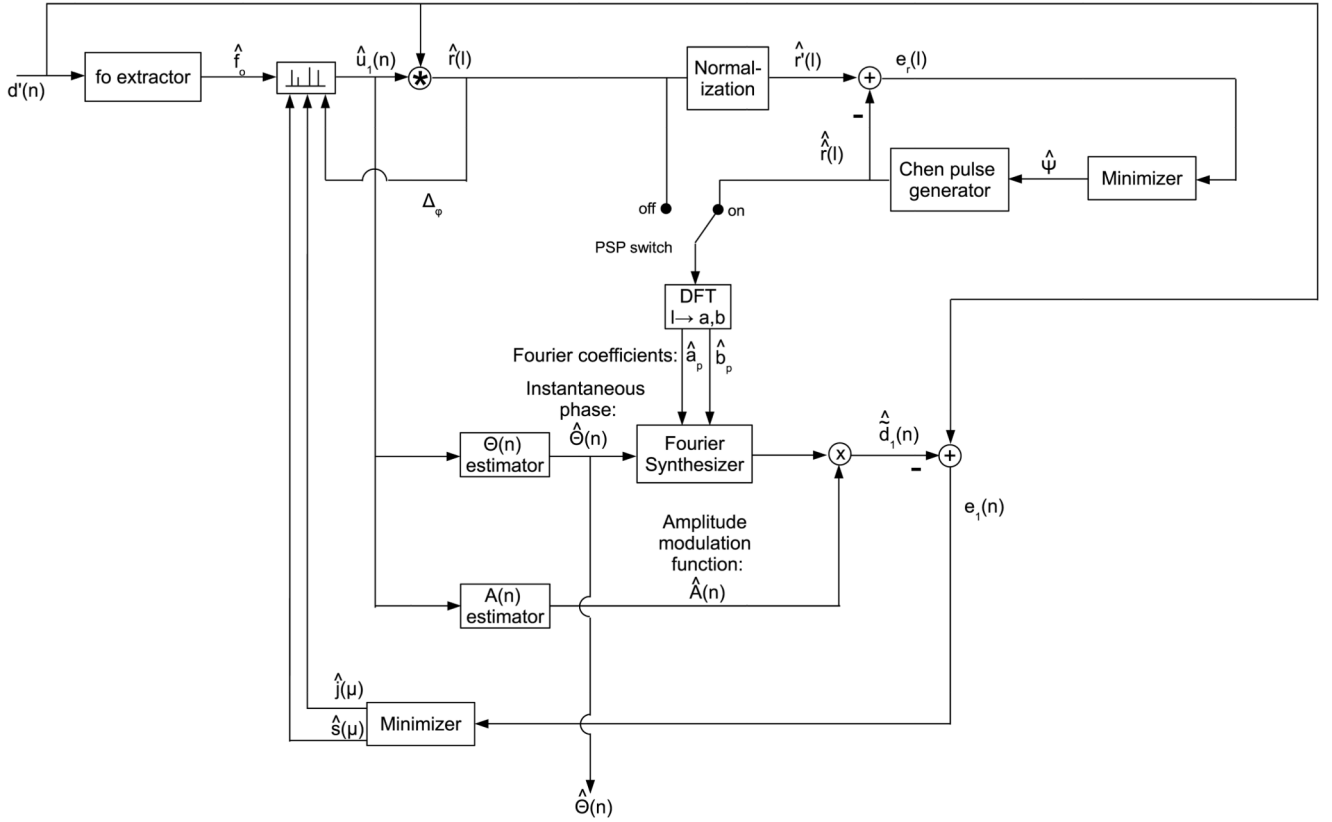 d'(n)
fo extractor
f̂ₒ
û₁(n)
*
r̂(l)
Δᵩ
Normal-
ization
r̂'(l)
+
-
eᵣ(l)
r̂̂(l)
Chen pulse
generator
Ψ̂
Minimizer
off
on
PSP switch
DFT
l→ a,b
Fourier coefficients: âₚ b̂ₚ
Instantaneous
phase:
Θ(n)
estimator
Θ̂(n)
Fourier
Synthesizer
x
d̃̂̂₁(n)
-
+
e₁(n)
Amplitude
modulation
function:
Â(n)
A(n)
estimator
ĵ(μ)
ŝ(μ)
Minimizer
Θ̂(n)